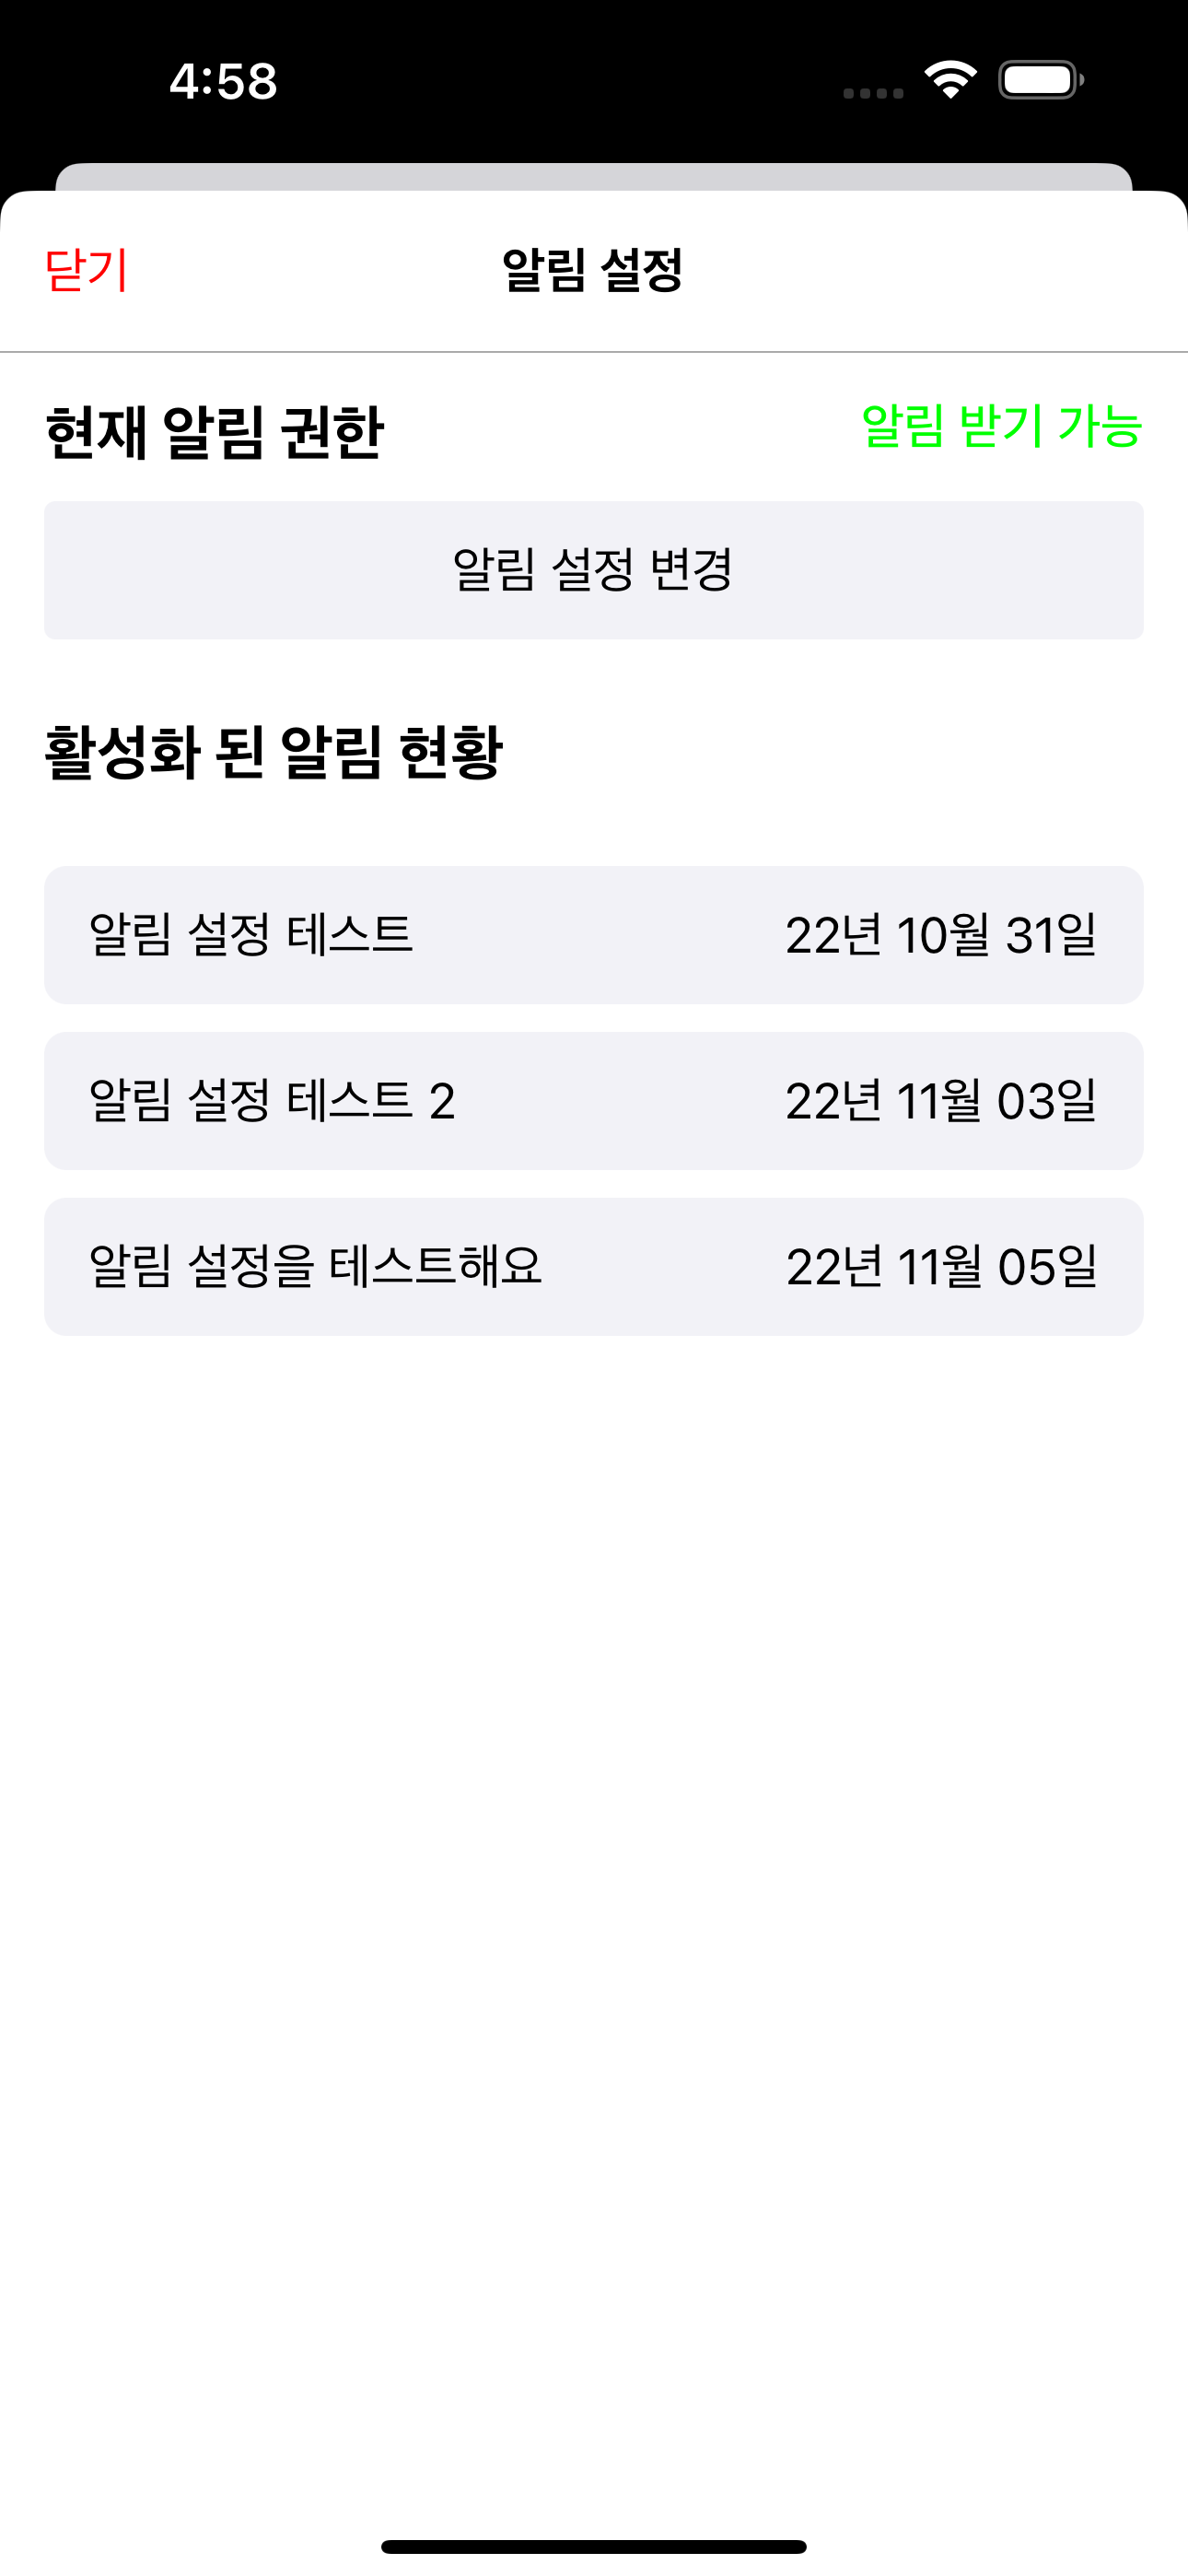 4:58
닫기 알림 설정
현재 알림 권한 알림 받기 가능
알림 설정 변경
활성화 된 알림 현황
알림 설정 테스트 22년 10월 31일
알림 설정 테스트 2 22년 11월 03일
알림 설정을 테스트해요 22년 11월 05일